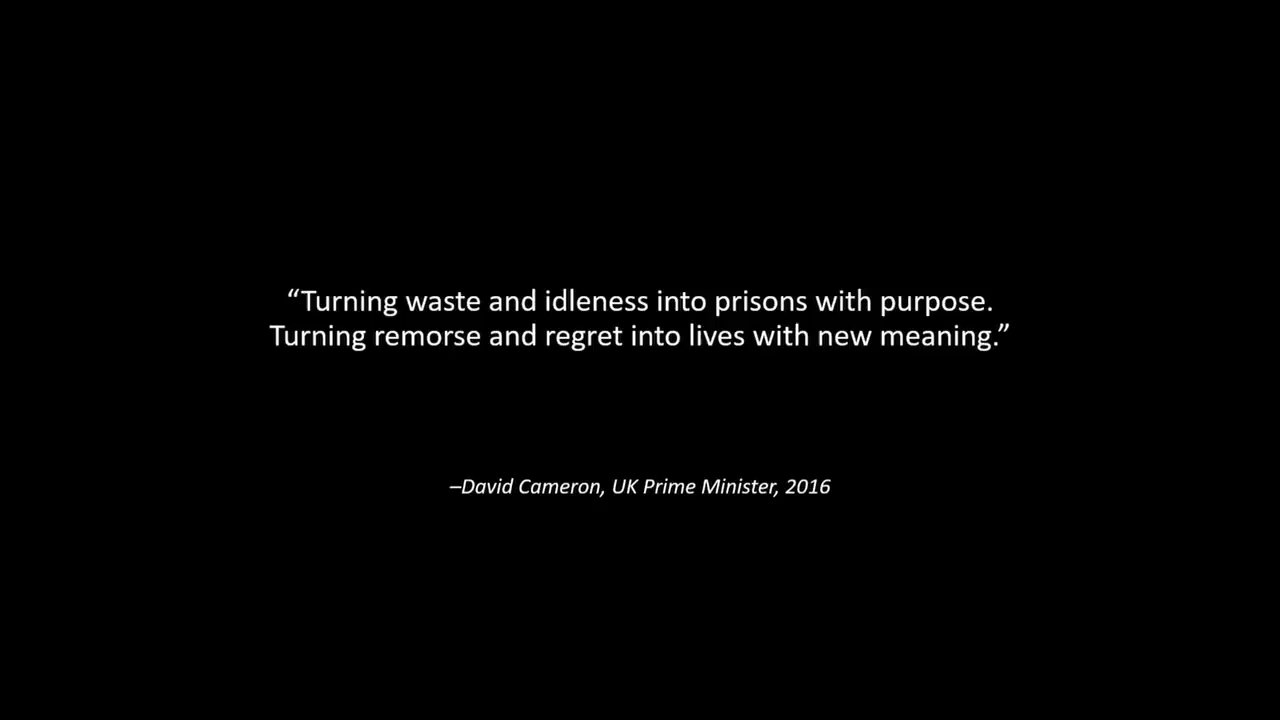 “Turning waste and idleness into prisons with purpose.
Turning remorse and regret into lives with new meaning.”
–David Cameron, UK Prime Minister, 2016